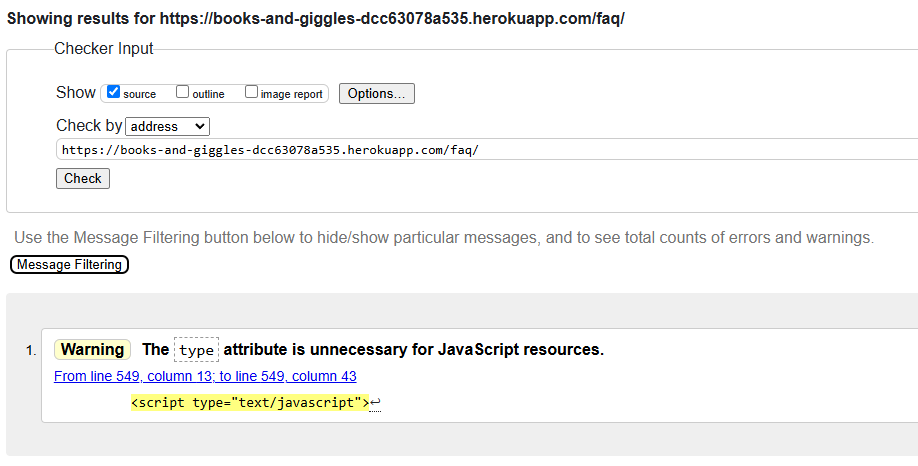 Showing results for https://books-and-giggles-dcc63078a535.herokuapp.com/faq/
Checker Input
Show source outline image report Options...
Check by address
https://books-and-giggles-dcc63078a535.herokuapp.com/faq/
Check
Use the Message Filtering button below to hide/show particular messages, and to see total counts of errors and warnings.
Message Filtering
1. Warning The type attribute is unnecessary for JavaScript resources.
From line 549, column 13; to line 549, column 43
<script type="text/javascript">↩